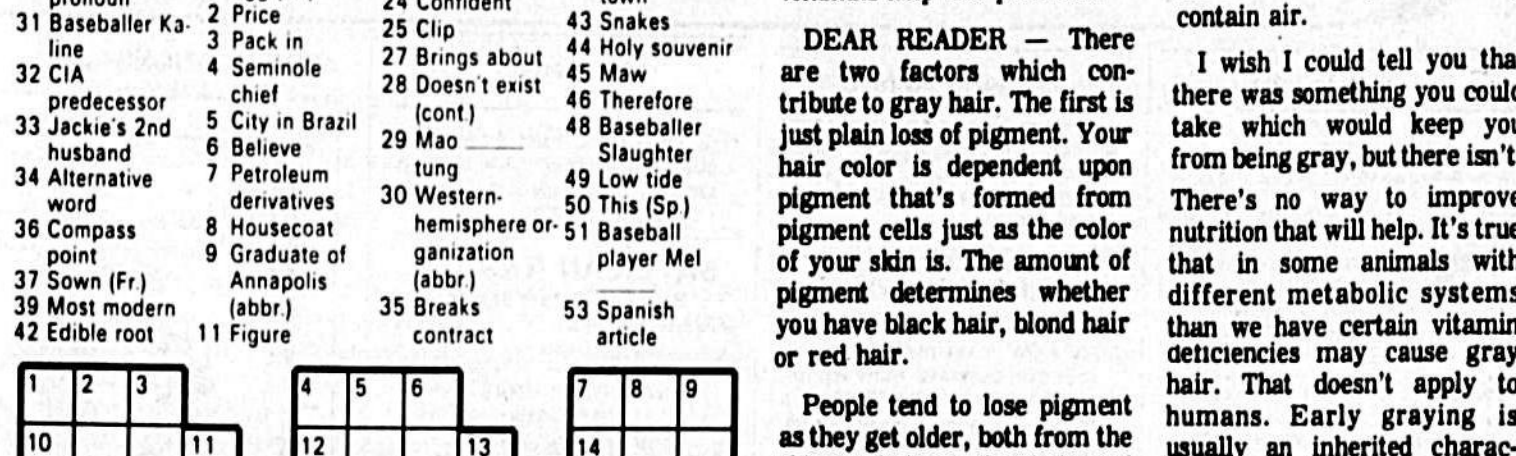 31 Baseballer Ka-
line
32 CIA
predecessor
33 Jackie's 2nd
husband
34 Alternative
word
36 Compass
point
37 Sown (Fr.)
39 Most modern
42 Edible root
2 Price
3 Pack in
4 Seminole
chief
5 City in Brazil
6 Believe
7 Petroleum
derivatives
8 Housecoat
9 Graduate of
Annapolis
(abbr.)
11 Figure
24 Confident
25 Clip
27 Brings about
28 Doesn't exist
(cont.)
29 Mao _____
tung
30 Western-
hemisphere or-
ganization
(abbr.)
35 Breaks
contract
43 Snakes
44 Holy souvenir
45 Maw
46 Therefore
48 Baseballer
Slaughter
49 Low tide
50 This (Sp.)
51 Baseball
player Mel
_____
53 Spanish
article
1 2 3 4 5 6 7 8 9
10 11 12 13 14
DEAR READER — There
are two factors which con-
tribute to gray hair. The first is
just plain loss of pigment. Your
hair color is dependent upon
pigment that's formed from
pigment cells just as the color
of your skin is. The amount of
pigment determines whether
you have black hair, blond hair
or red hair.
People tend to lose pigment
as they get older, both from the
contain air.
I wish I could tell you tha
there was something you could
take which would keep you
from being gray, but there isn't
There's no way to improve
nutrition that will help. It's true
that in some animals with
different metabolic systems
than we have certain vitamin
deficiencies may cause gray
hair. That doesn't apply to
humans. Early graying is
usually an inherited charac-